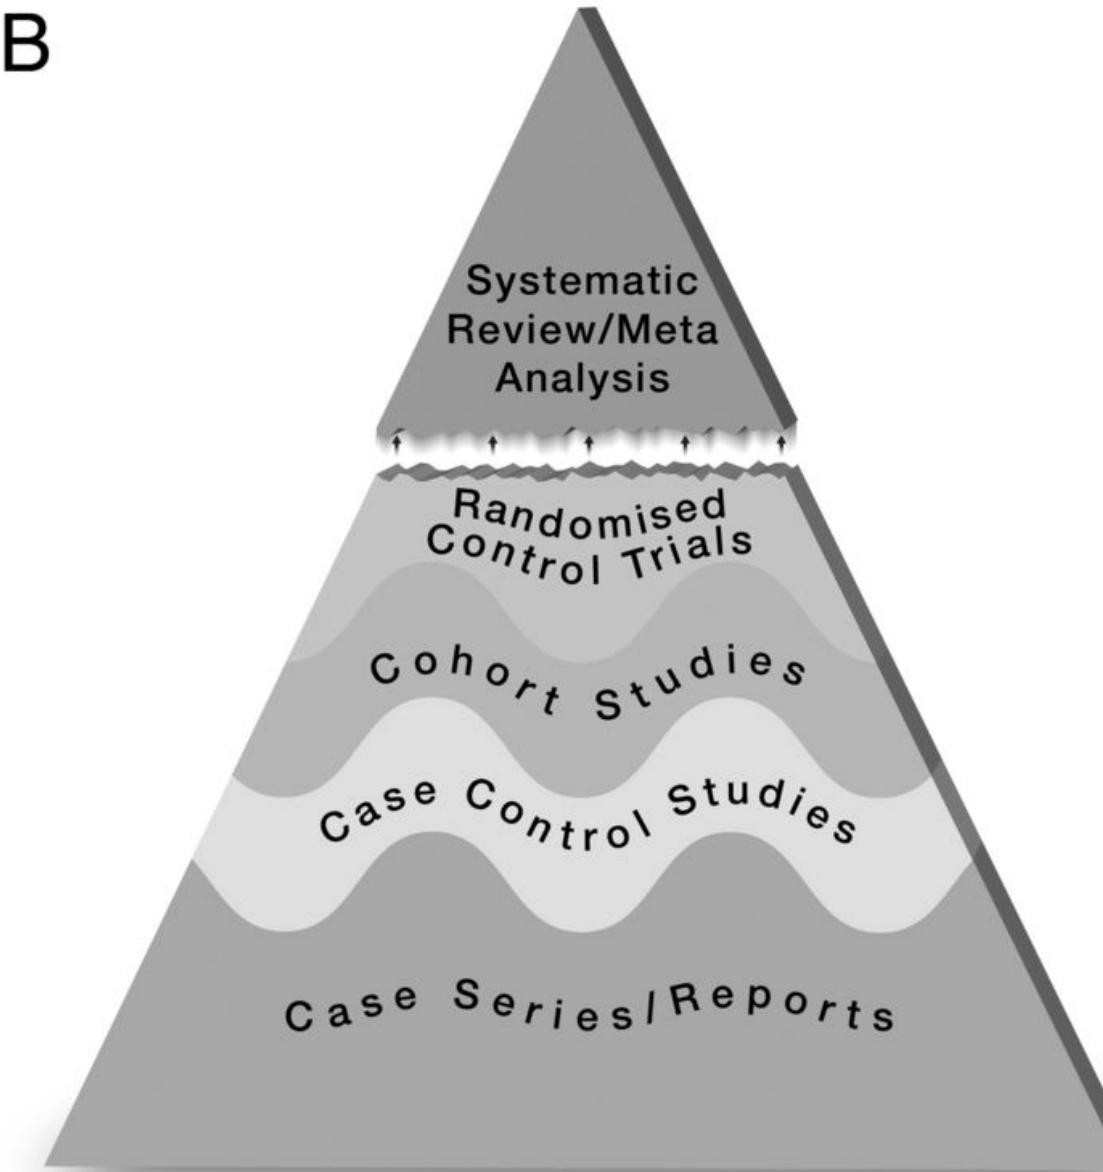 B
Systematic
Review/Meta
Analysis
Randomised
Control Trials
Cohort Studies
Case Control Studies
Case Series/Reports